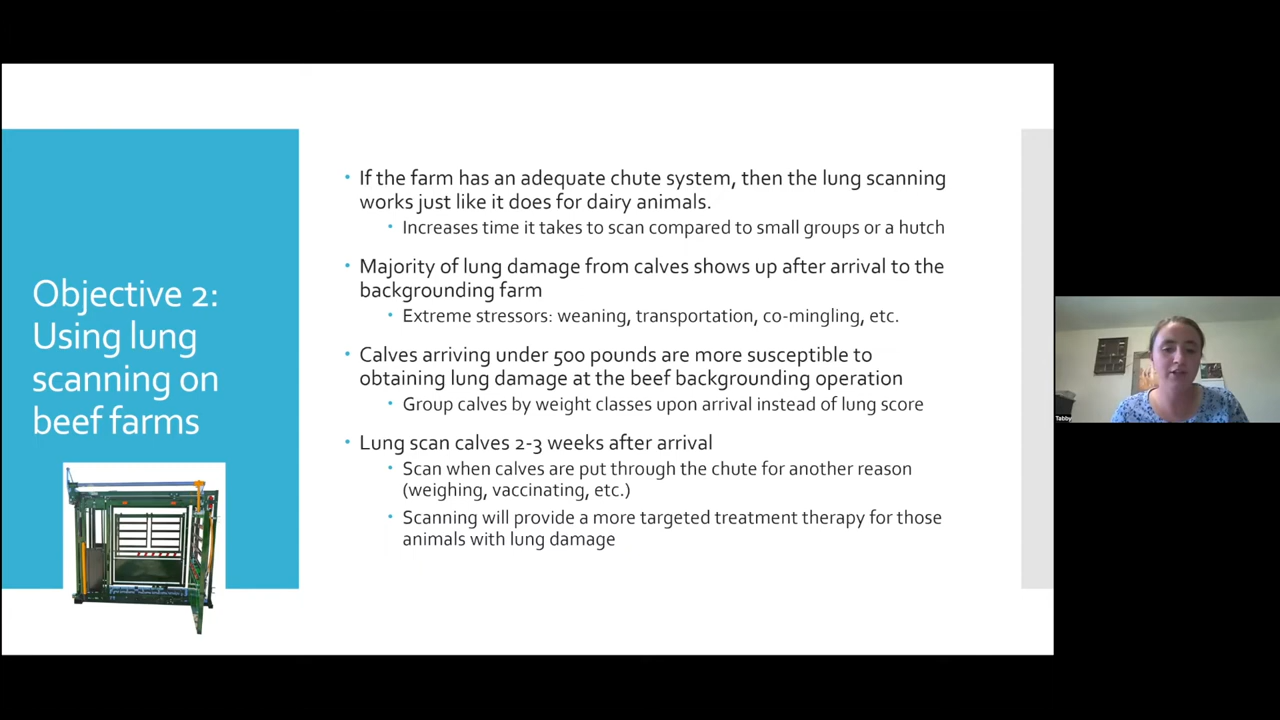 Objective 2:
Using lung
scanning on
beef farms
• If the farm has an adequate chute system, then the lung scanning
works just like it does for dairy animals.
• Increases time it takes to scan compared to small groups or a hutch
• Majority of lung damage from calves shows up after arrival to the
backgrounding farm
• Extreme stressors: weaning, transportation, co-mingling, etc.
• Calves arriving under 500 pounds are more susceptible to
obtaining lung damage at the beef backgrounding operation
• Group calves by weight classes upon arrival instead of lung score
• Lung scan calves 2-3 weeks after arrival
• Scan when calves are put through the chute for another reason
(weighing, vaccinating, etc.)
• Scanning will provide a more targeted treatment therapy for those
animals with lung damage
Tabby